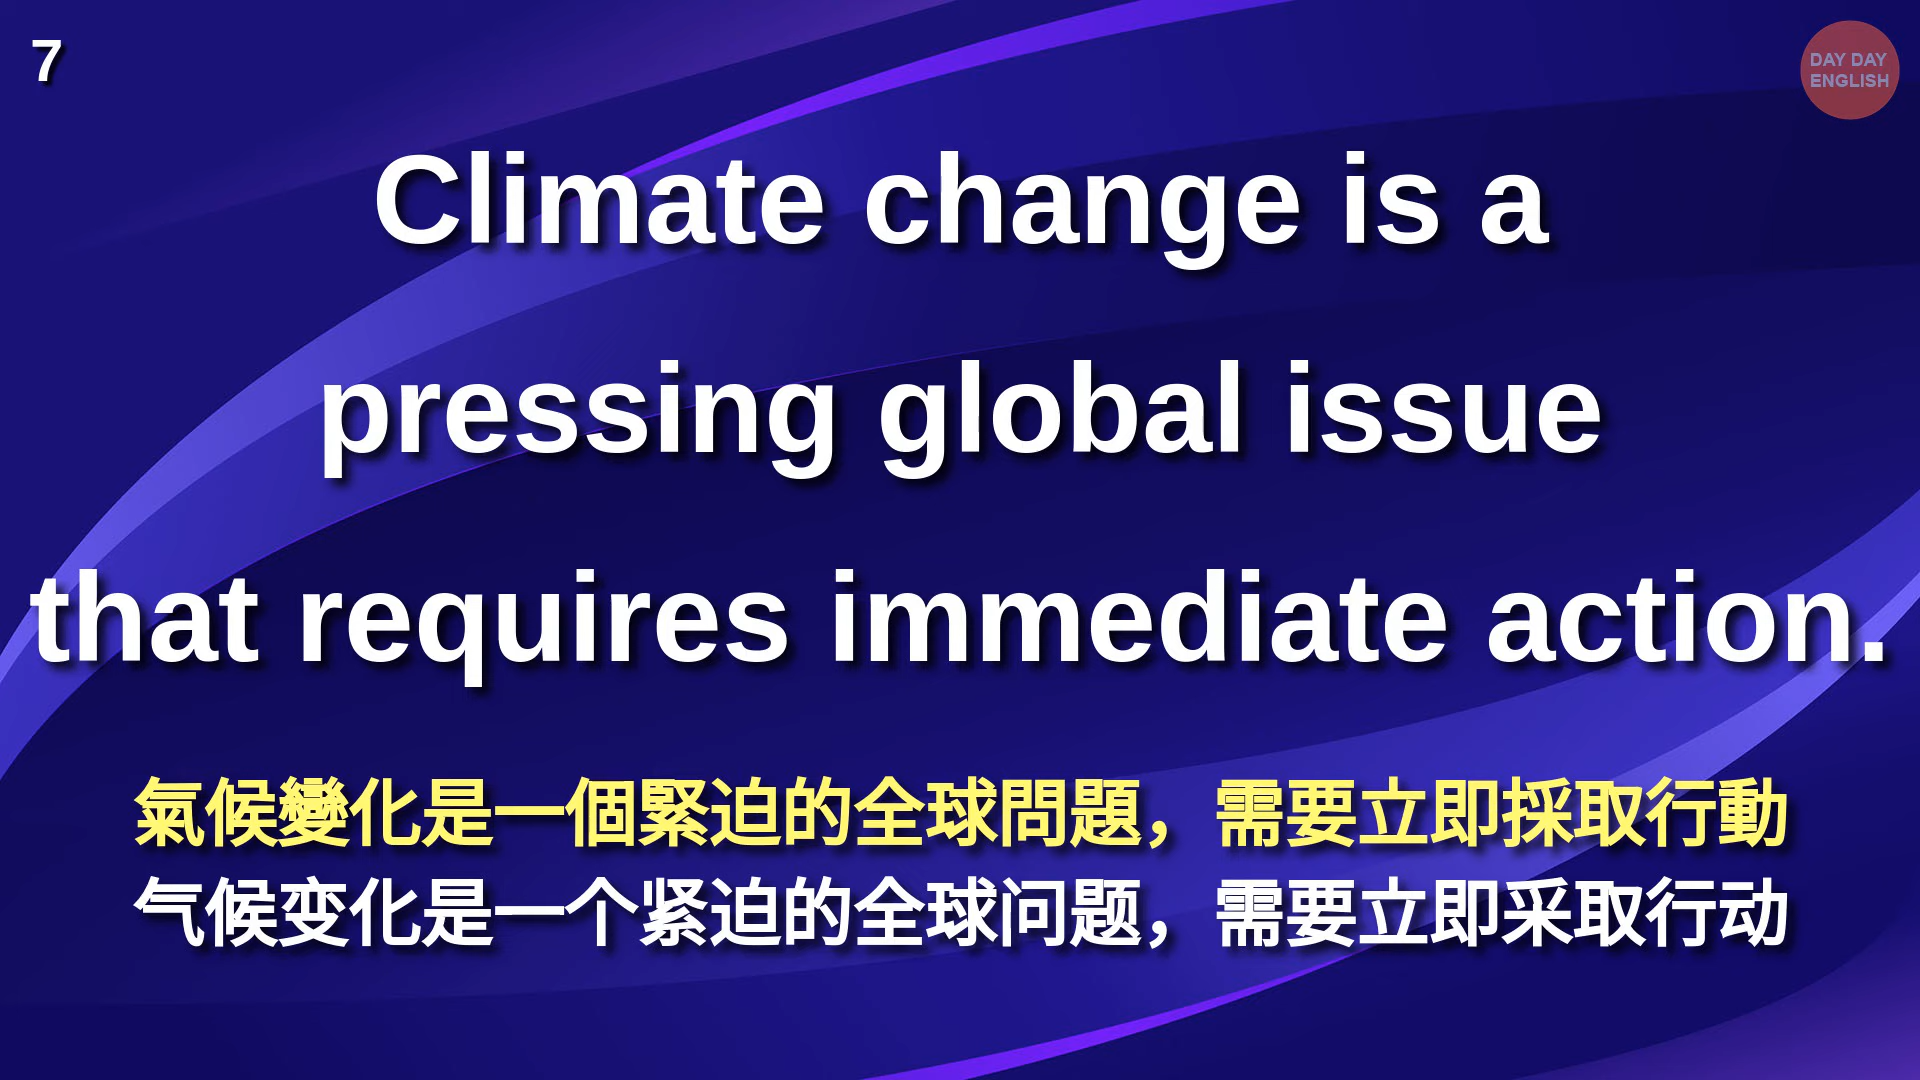 7
DAY DAY
ENGLISH
Climate change is a
pressing global issue
that requires immediate action.
氣候變化是一個緊迫的全球問題，需要立即採取行動
气候变化是一个紧迫的全球问题，需要立即采取行动